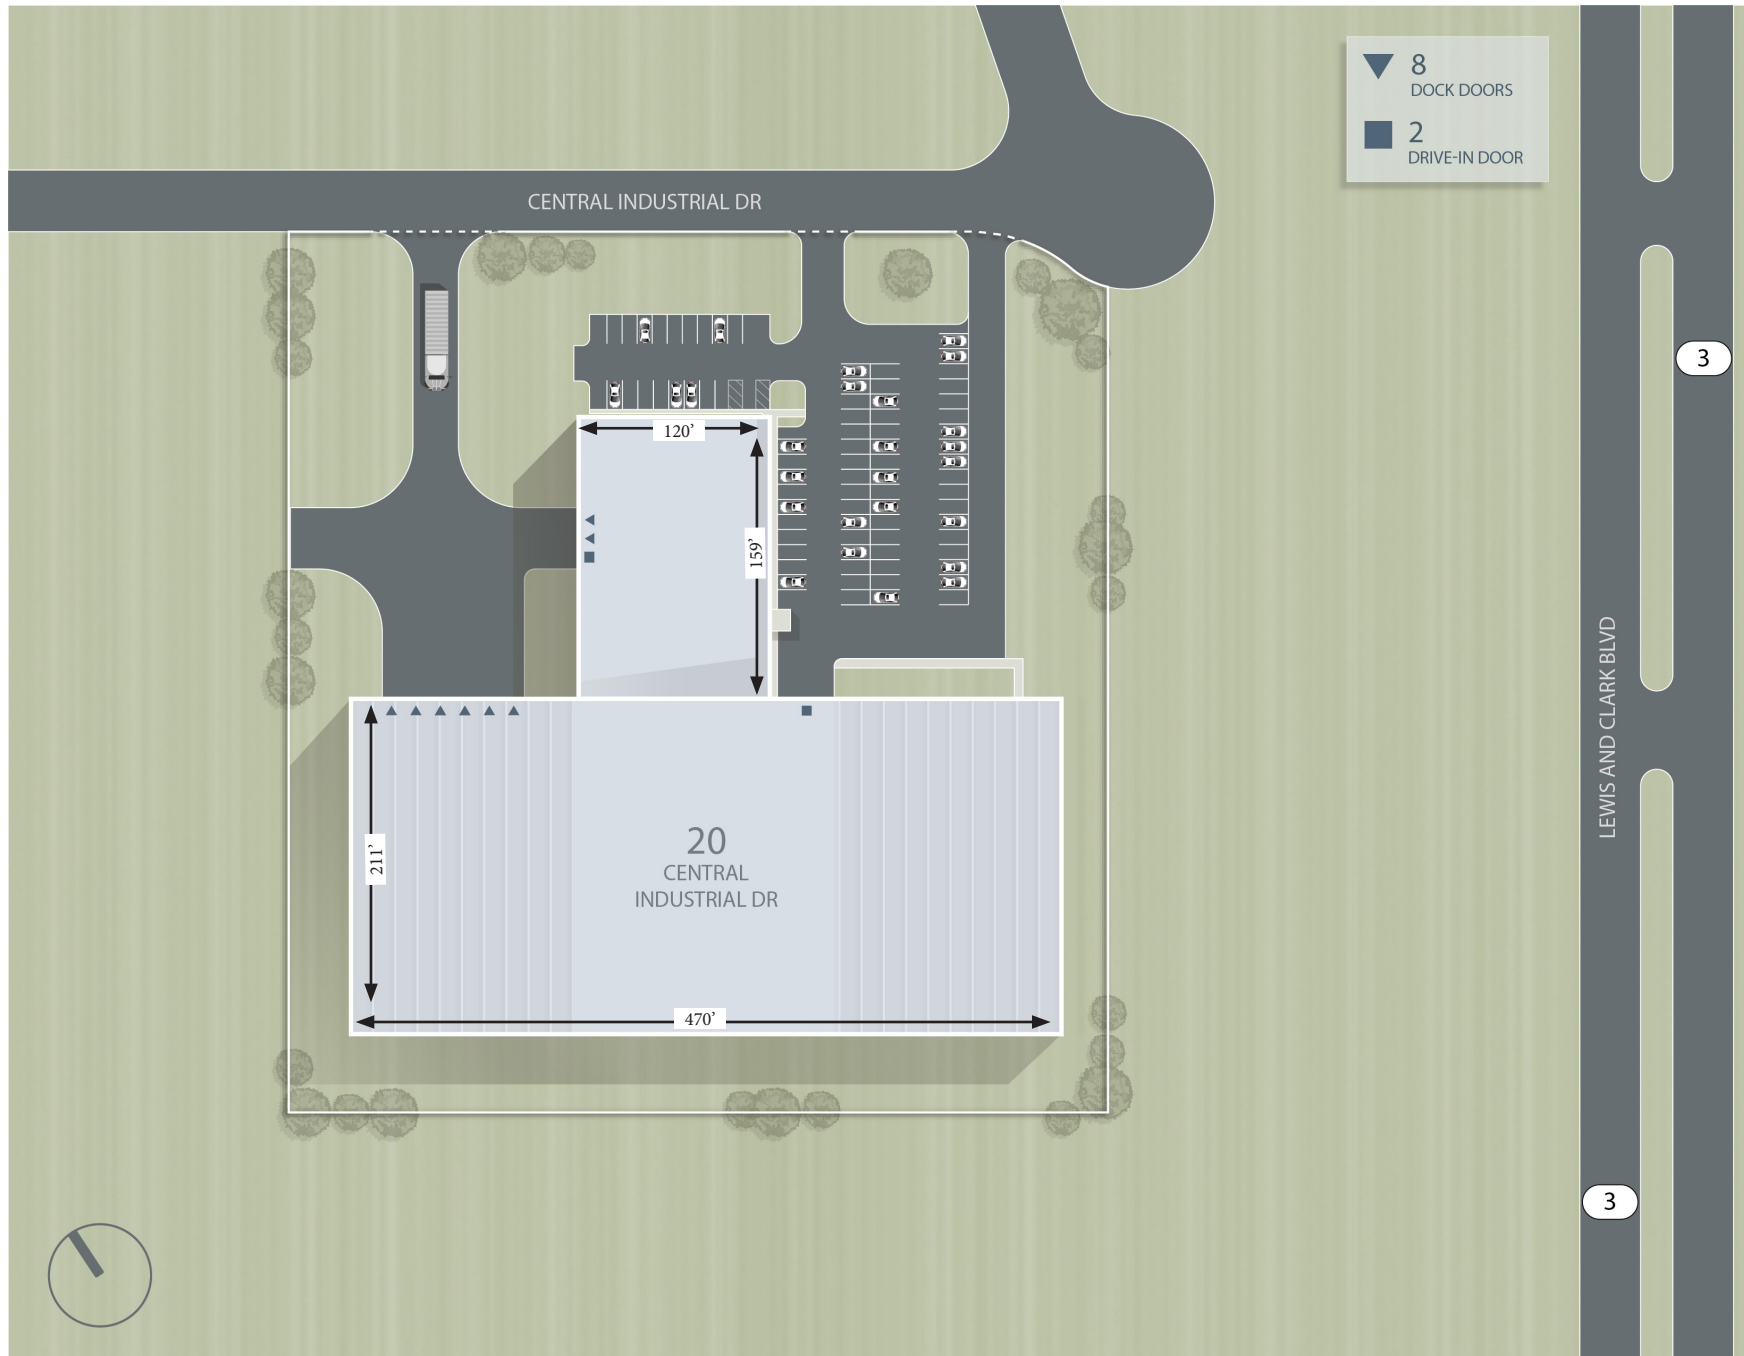 8
DOCK DOORS
2
DRIVE-IN DOOR
CENTRAL INDUSTRIAL DR
3
120’
159’
LEWIS AND CLARK BLVD
211’
20
CENTRAL
INDUSTRIAL DR
470’
3